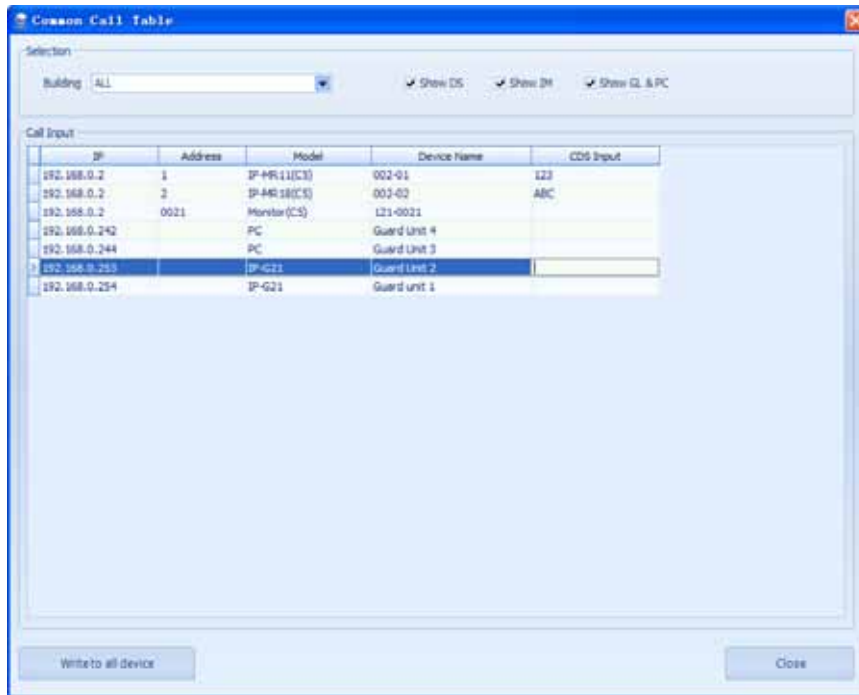 Common Call Table
Selection
Building ALL Show DS Show IM Show GL & PC
Call Input
IP Address Model Device Name CDS Input
192.168.0.2 1 IP-MR11(CS) 002-01 123
192.168.0.2 2 IP-MR18(CS) 002-02 ABC
192.168.0.2 0021 Monitor(CS) 121-0021
192.168.0.242 PC Guard Unit 4
192.168.0.244 PC Guard Unit 3
192.168.0.253 IP-G21 Guard Unit 2
192.168.0.254 IP-G21 Guard unit 1
Write to all device Close